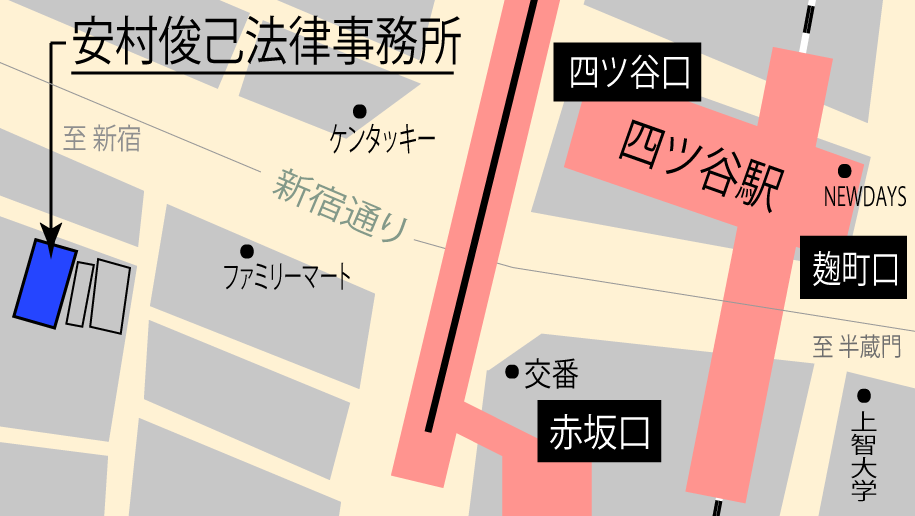 安村俊己法律事務所
四ツ谷口
ケンタッキー
至 新宿
四ツ谷駅
新宿通り
NEWDAYS
ファミリーマート
麹町口
至 半蔵門
交番
赤坂口
上智大学